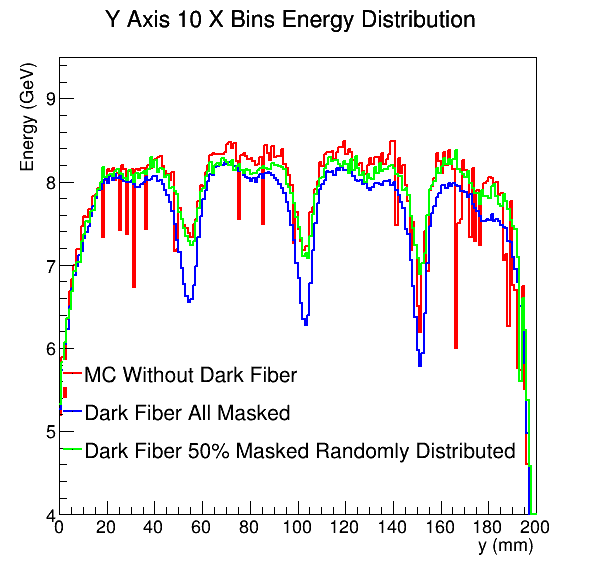 Y Axis 10 X Bins Energy Distribution
Energy (GeV)
9
8
7
6
5
4
MC Without Dark Fiber
Dark Fiber All Masked
Dark Fiber 50% Masked Randomly Distributed
0 20 40 60 80 100 120 140 160 180 200
y (mm)